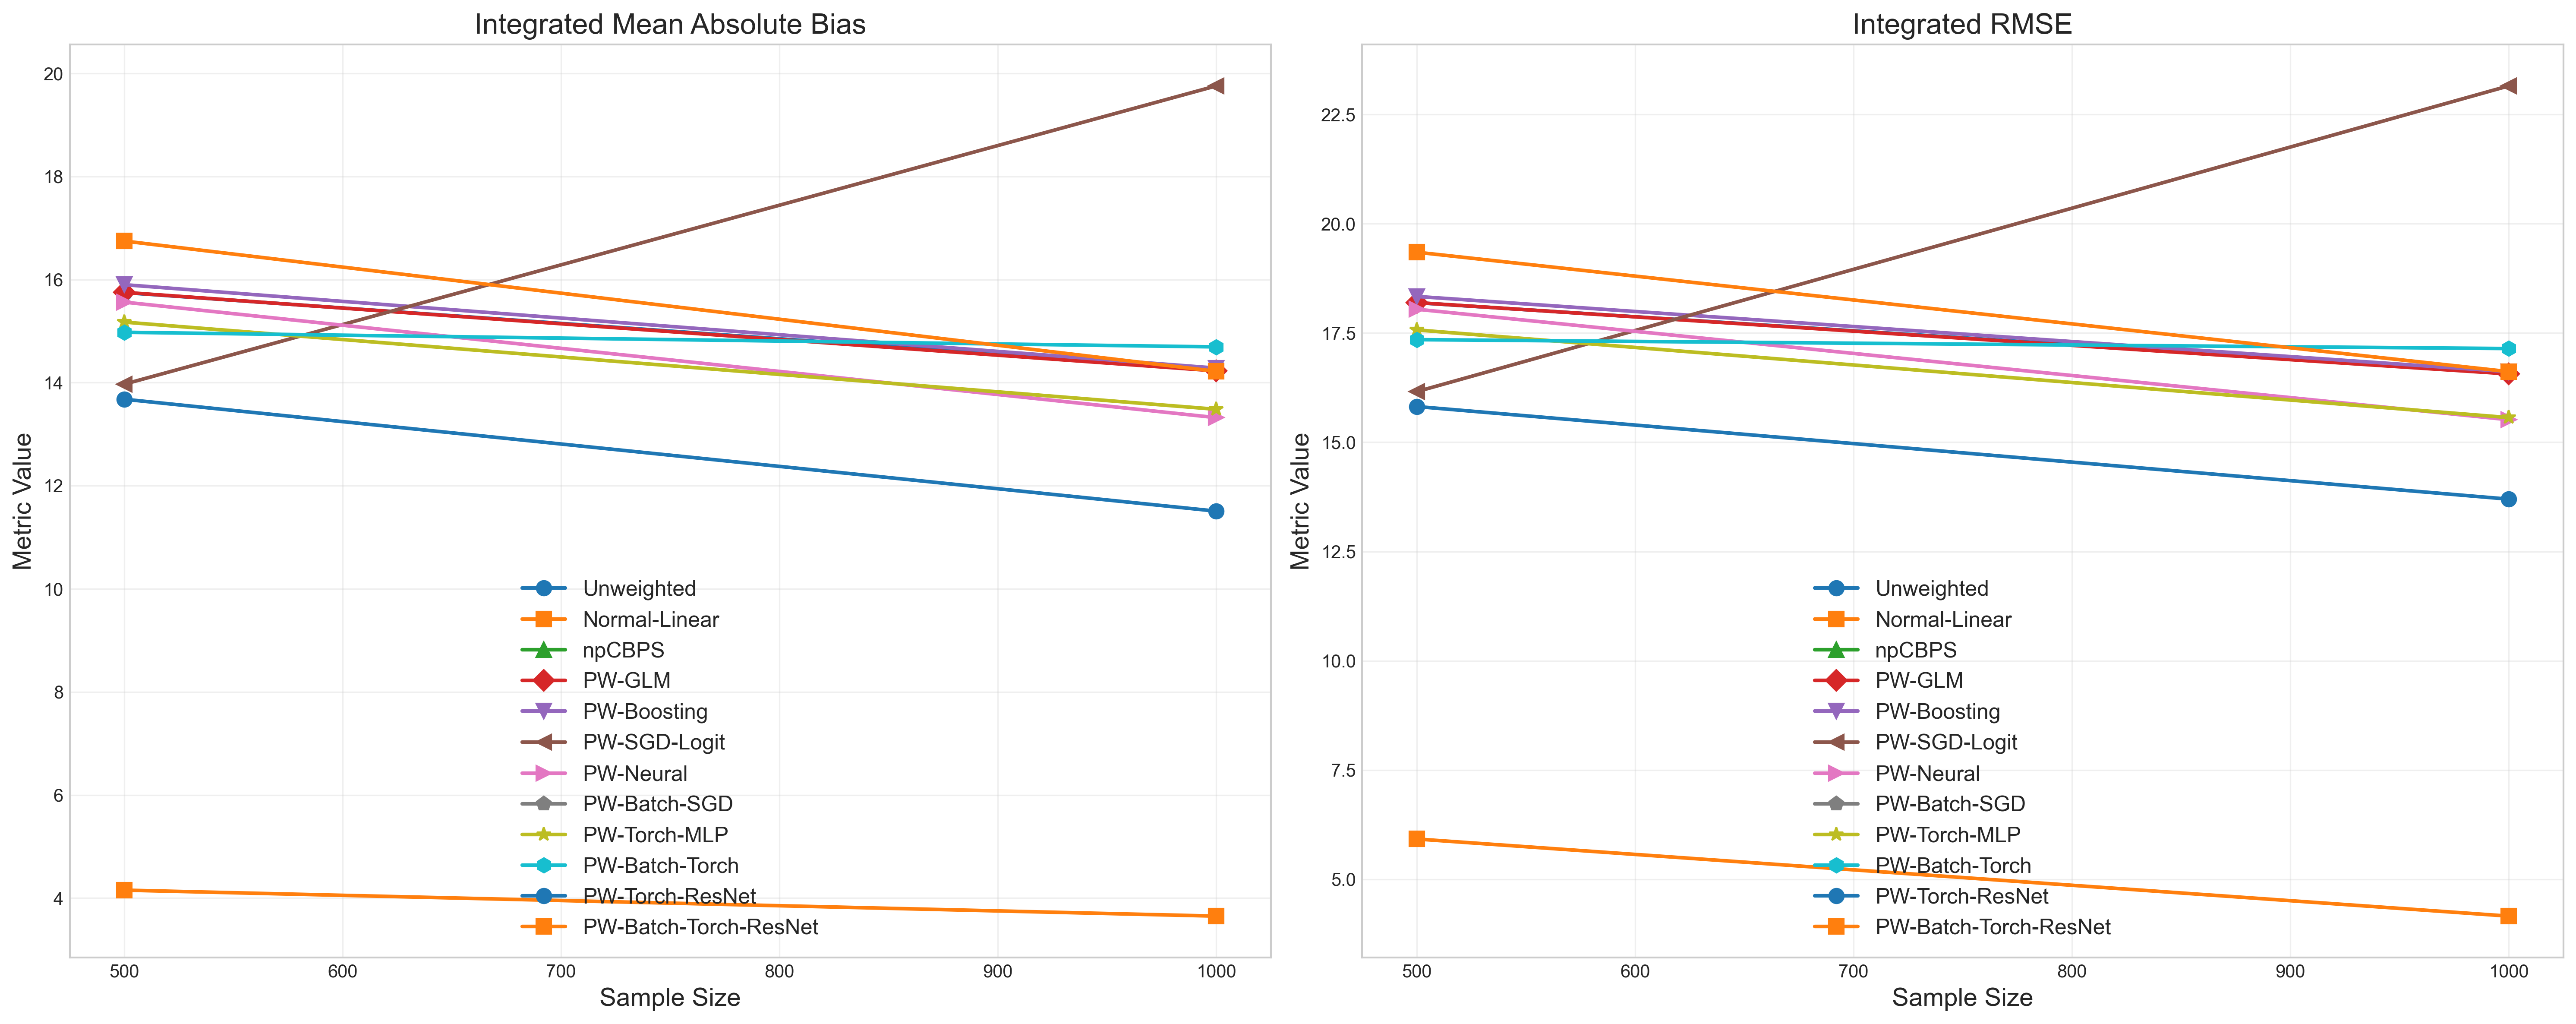 Integrated Mean Absolute Bias
20
18
16
14
12
10
8
6
4
Metric Value
500
600
700
800
900
1000
Sample Size
Unweighted
Normal-Linear
npCBPS
PW-GLM
PW-Boosting
PW-SGD-Logit
PW-Neural
PW-Batch-SGD
PW-Torch-MLP
PW-Batch-Torch
PW-Torch-ResNet
PW-Batch-Torch-ResNet
Integrated RMSE
22.5
20.0
17.5
15.0
12.5
10.0
7.5
5.0
Metric Value
500
600
700
800
900
1000
Sample Size
Unweighted
Normal-Linear
npCBPS
PW-GLM
PW-Boosting
PW-SGD-Logit
PW-Neural
PW-Batch-SGD
PW-Torch-MLP
PW-Batch-Torch
PW-Torch-ResNet
PW-Batch-Torch-ResNet